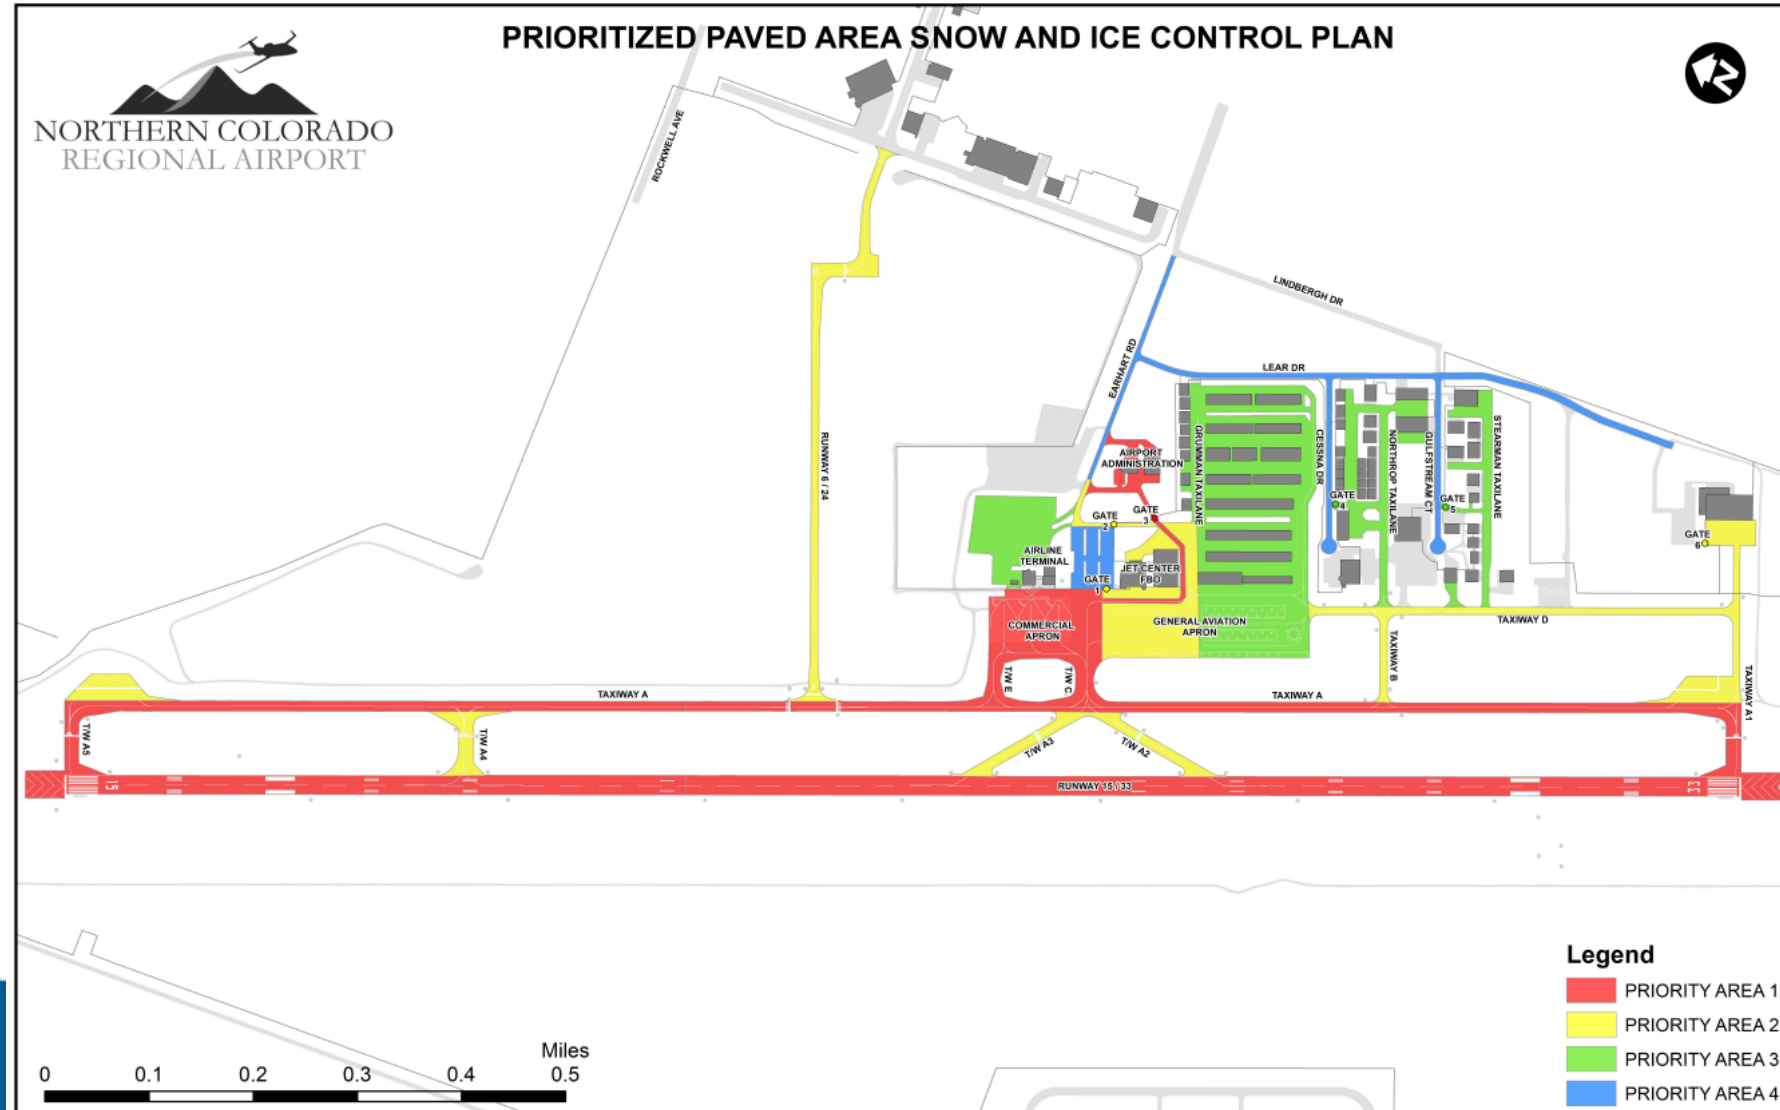 PRIORITIZED PAVED AREA SNOW AND ICE CONTROL PLAN
N
NORTHERN COLORADO
REGIONAL AIRPORT
ROCKWELL AVE
LINDBERGH DR
EARHART RD
LEAR DR
RUNWAY 6 / 24
AIRPORT
ADMINISTRATION
GRUMMAN TAXILANE
CESSNA DR
NORTHROP TAXILANE
GULFSTREAM CT
STEARMAN TAXILANE
GATE
4
GATE
5
GATE
3
GATE
2
GATE
6
AIRLINE
TERMINAL
JET CENTER
FBO
GATE
1
COMMERCIAL
APRON
GENERAL AVIATION
APRON
TAXIWAY D
TAXIWAY B
T/W E
T/W C
TAXIWAY A
TAXIWAY A
TAXIWAY A1
T/W A5
T/W A4
T/W A3
T/W A2
15
RUNWAY 15 / 33
33
Legend
PRIORITY AREA 1
PRIORITY AREA 2
PRIORITY AREA 3
PRIORITY AREA 4
Miles
0 0.1 0.2 0.3 0.4 0.5